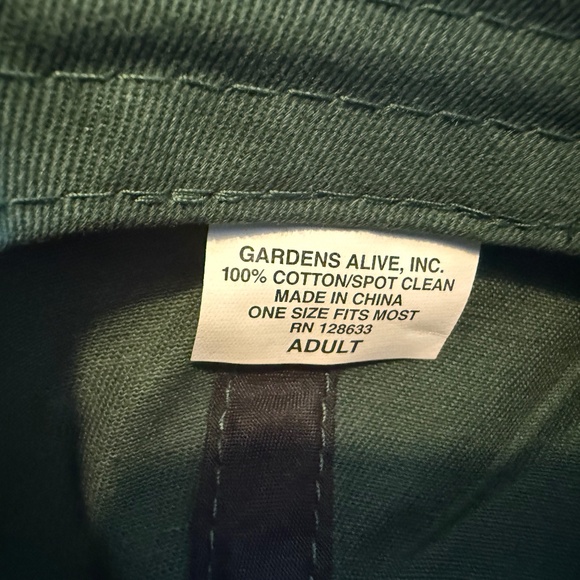 GARDENS ALIVE, INC.
100% COTTON/SPOT CLEAN
MADE IN CHINA
ONE SIZE FITS MOST
RN 128633
ADULT